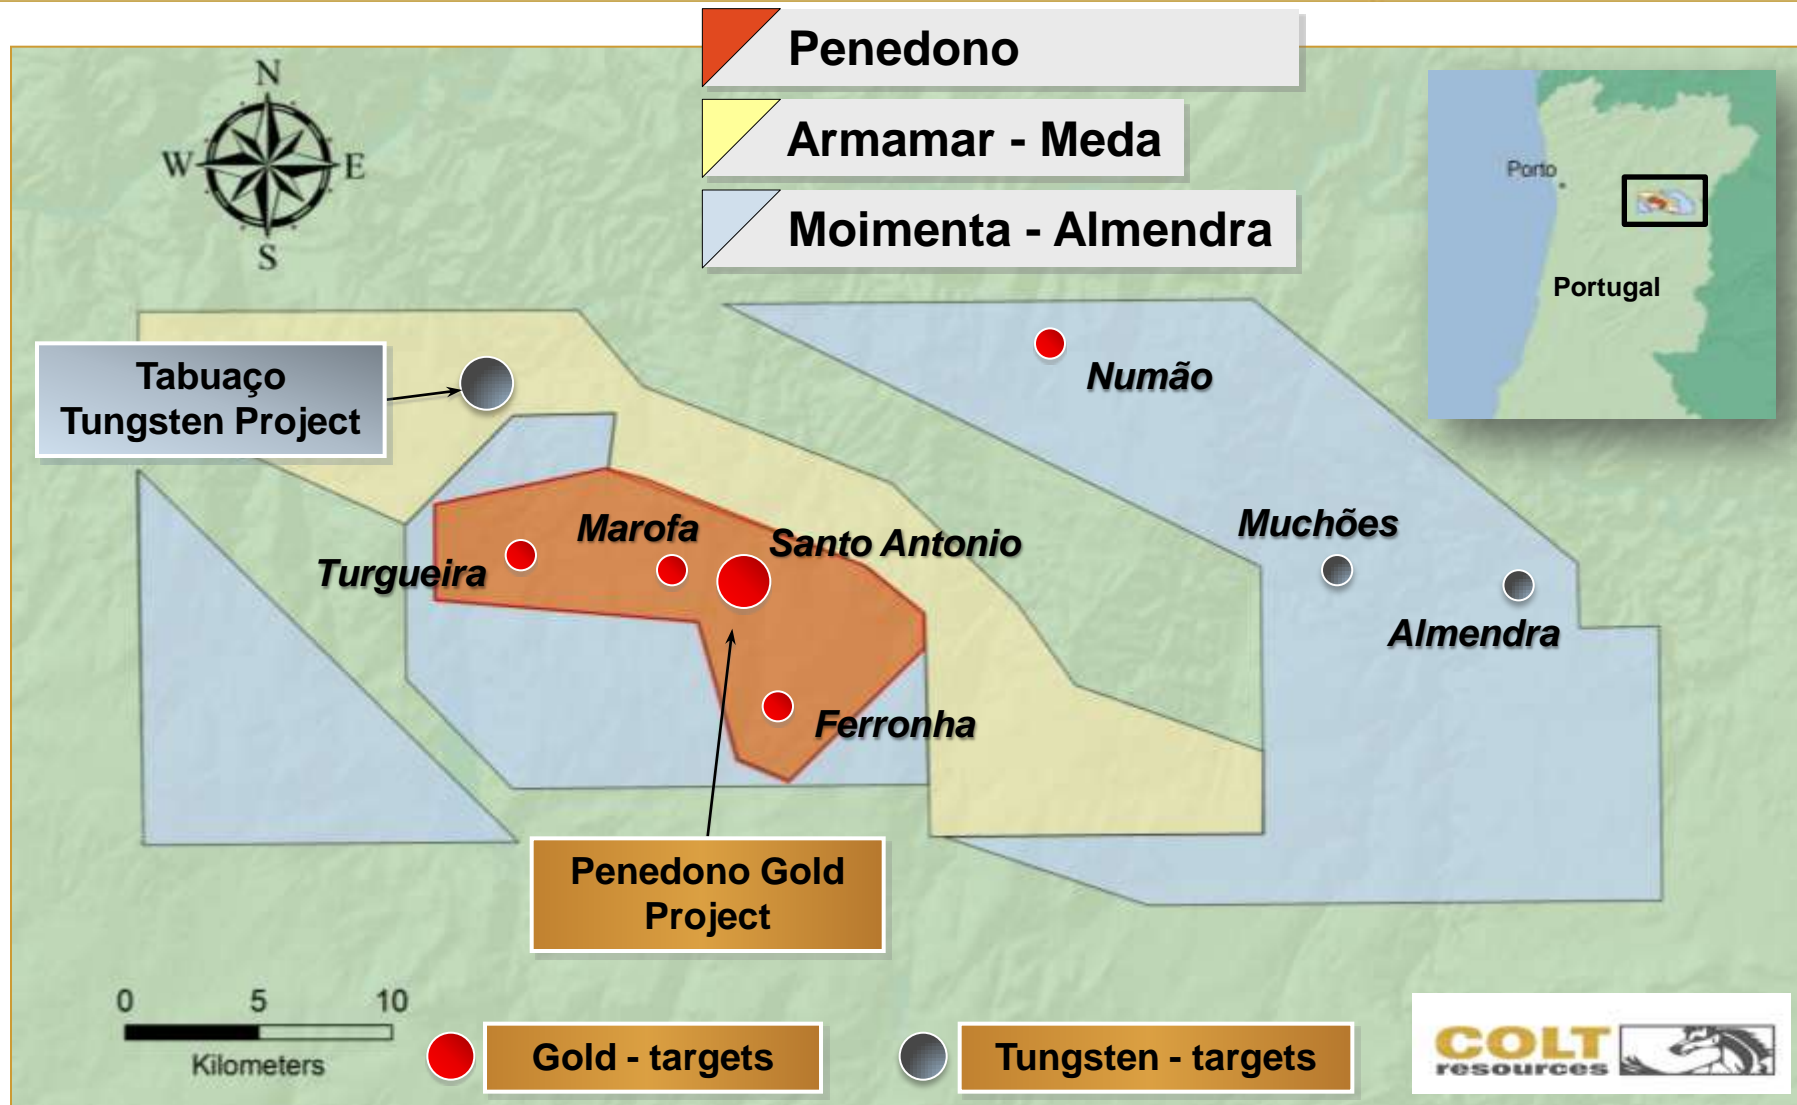 Penedono
Armamar - Meda
Moimenta - Almendra
N
W
E
S
Porto
Portugal
Tabuaço
Tungsten Project
Numão
Muchões
Almendra
Marofa
Santo Antonio
Turgueira
Ferronha
Penedono Gold
Project
0 5 10
Kilometers
Gold - targets
Tungsten - targets
COLT
resources